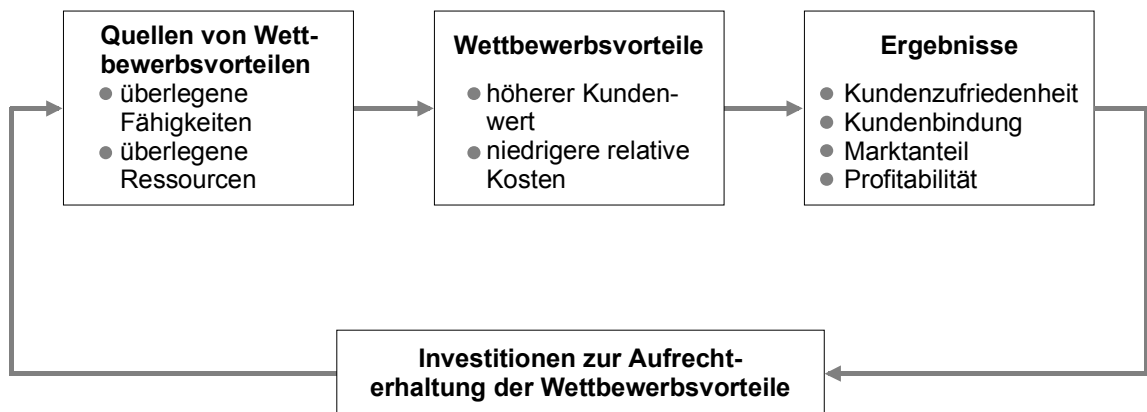 Quellen von Wett-
bewerbsvorteilen
überlegene
Fähigkeiten
überlegene
Ressourcen
Wettbewerbsvorteile
höherer Kunden-
wert
niedrigere relative
Kosten
Ergebnisse
Kundenzufriedenheit
Kundenbindung
Marktanteil
Profitabilität
Investitionen zur Aufrecht-
erhaltung der Wettbewerbsvorteile